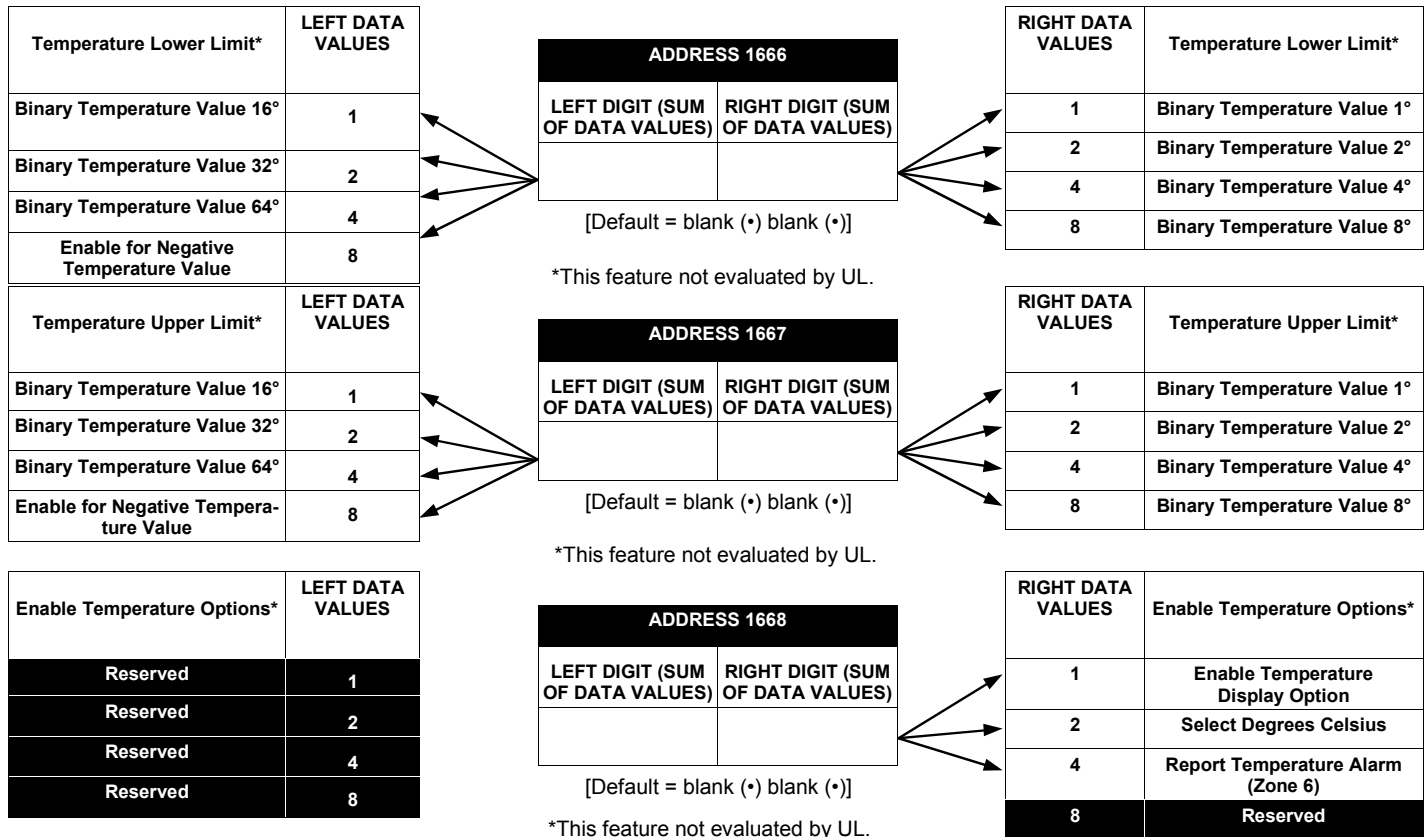 Temperature Lower Limit*
LEFT DATA
VALUES
Binary Temperature Value 16°
1
Binary Temperature Value 32°
2
Binary Temperature Value 64°
4
Enable for Negative
Temperature Value
8
ADDRESS 1666
LEFT DIGIT (SUM
OF DATA VALUES)
RIGHT DIGIT (SUM
OF DATA VALUES)
[Default = blank (•) blank (•)]
*This feature not evaluated by UL.
RIGHT DATA
VALUES
Temperature Lower Limit*
1
Binary Temperature Value 1°
2
Binary Temperature Value 2°
4
Binary Temperature Value 4°
8
Binary Temperature Value 8°
Temperature Upper Limit*
LEFT DATA
VALUES
Binary Temperature Value 16°
1
Binary Temperature Value 32°
2
Binary Temperature Value 64°
4
Enable for Negative Tempera-
ture Value
8
ADDRESS 1667
LEFT DIGIT (SUM
OF DATA VALUES)
RIGHT DIGIT (SUM
OF DATA VALUES)
[Default = blank (•) blank (•)]
*This feature not evaluated by UL.
RIGHT DATA
VALUES
Temperature Upper Limit*
1
Binary Temperature Value 1°
2
Binary Temperature Value 2°
4
Binary Temperature Value 4°
8
Binary Temperature Value 8°
Enable Temperature Options*
LEFT DATA
VALUES
Reserved
1
Reserved
2
Reserved
4
Reserved
8
ADDRESS 1668
LEFT DIGIT (SUM
OF DATA VALUES)
RIGHT DIGIT (SUM
OF DATA VALUES)
[Default = blank (•) blank (•)]
*This feature not evaluated by UL.
RIGHT DATA
VALUES
Enable Temperature Options*
1
Enable Temperature
Display Option
2
Select Degrees Celsius
4
Report Temperature Alarm
(Zone 6)
8
Reserved